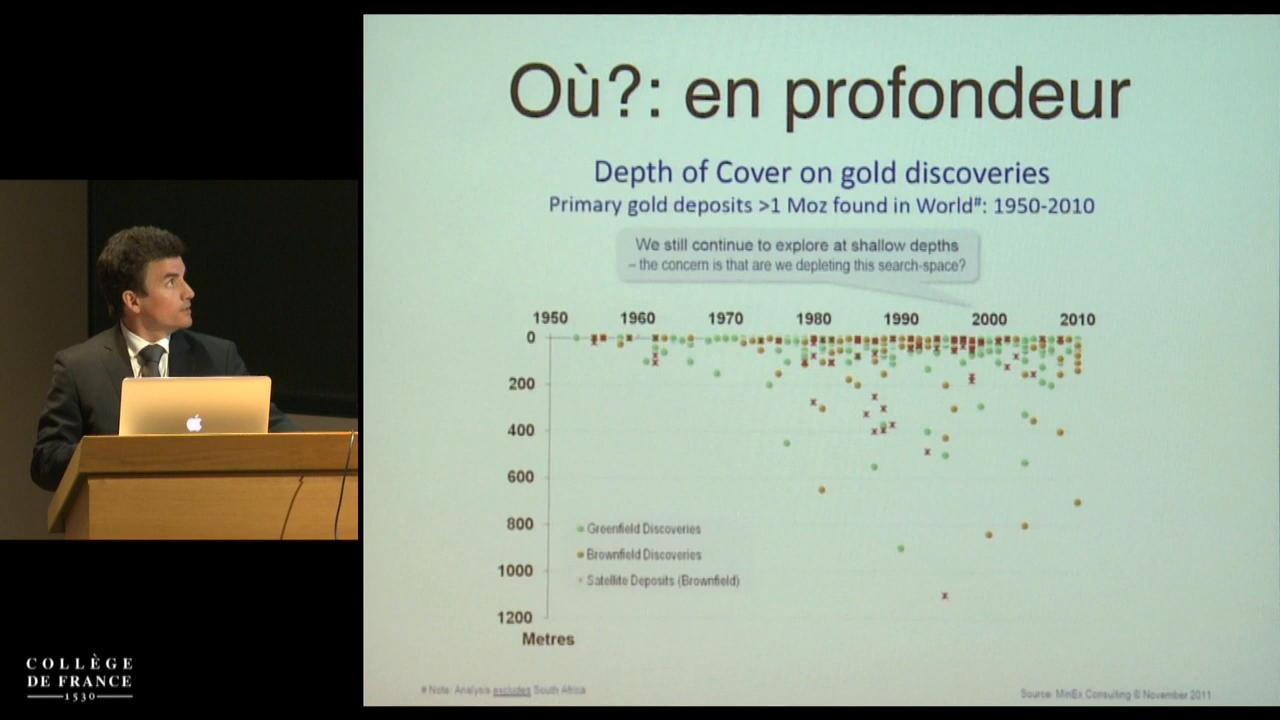 Où?: en profondeur
Depth of Cover on gold discoveries
Primary gold deposits >1 Moz found in World#: 1950-2010
We still continue to explore at shallow depths
– the concern is that are we depleting this search-space?
1950 1960 1970 1980 1990 2000 2010
0
200
400
600
800
1000
1200
Metres
Greenfield Discoveries
Brownfield Discoveries
Satellite Deposits (Brownfield)
# Note: Analysis excludes South Africa
Source: MinEx Consulting © November 2011
COLLÈGE
DE FRANCE
1530